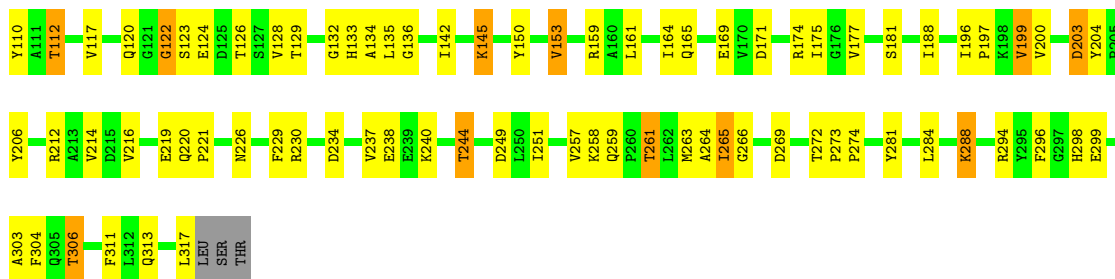 Y110 A111 T112 V117 Q120 G121 G122 S123 E124 D125 T126 S127 V128 T129 G132 H133 A134 L135 G136 I142 K145 Y150 V153 R159 A160 L161 I164 Q165 E169 V170 D171 R174 I175 G176 V177 S181 I188 I196 P197 K198 V199 V200 D203 Y204
Y206 R212 A213 V214 D215 V216 E219 Q220 P221 N226 F229 R230 D234 V237 E238 E239 K240 T244 D249 L250 I251 V257 K258 Q259 P260 T261 L262 M263 A264 I265 G266 D269 T272 P273 P274 Y281 L284 K288 R294 Y295 F296 G297 H298 E299
A303 F304 Q305 T306 F311 L312 Q313 L317 LEU SER THR